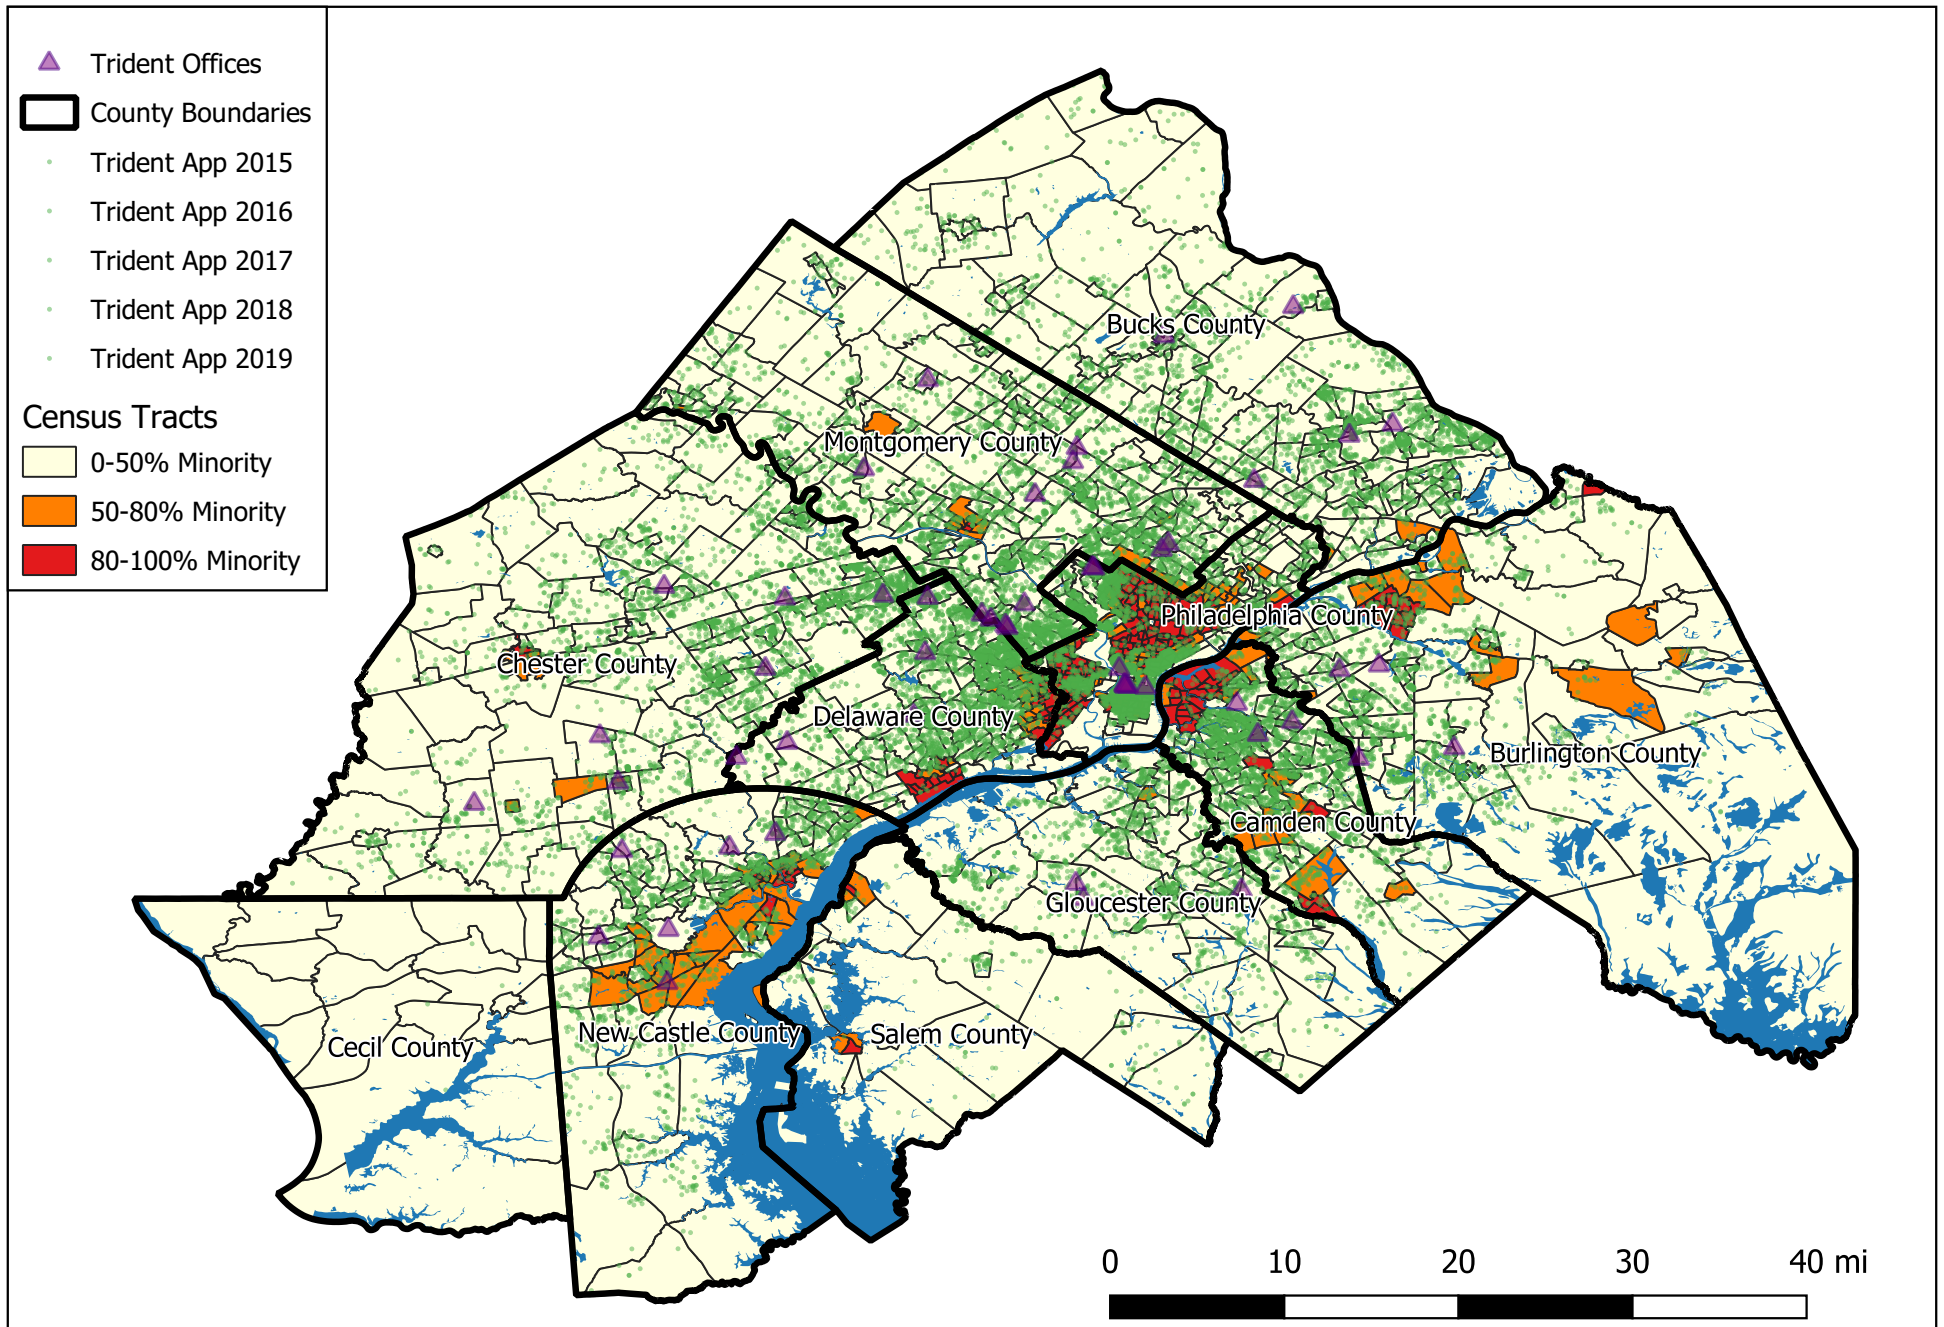 Trident Offices
County Boundaries
Trident App 2015
Trident App 2016
Trident App 2017
Trident App 2018
Trident App 2019
Census Tracts
0-50% Minority
50-80% Minority
80-100% Minority
Bucks County
Montgomery County
Philadelphia County
Chester County
Delaware County
Burlington County
Camden County
Gloucester County
New Castle County
Salem County
Cecil County
0 10 20 30 40 mi